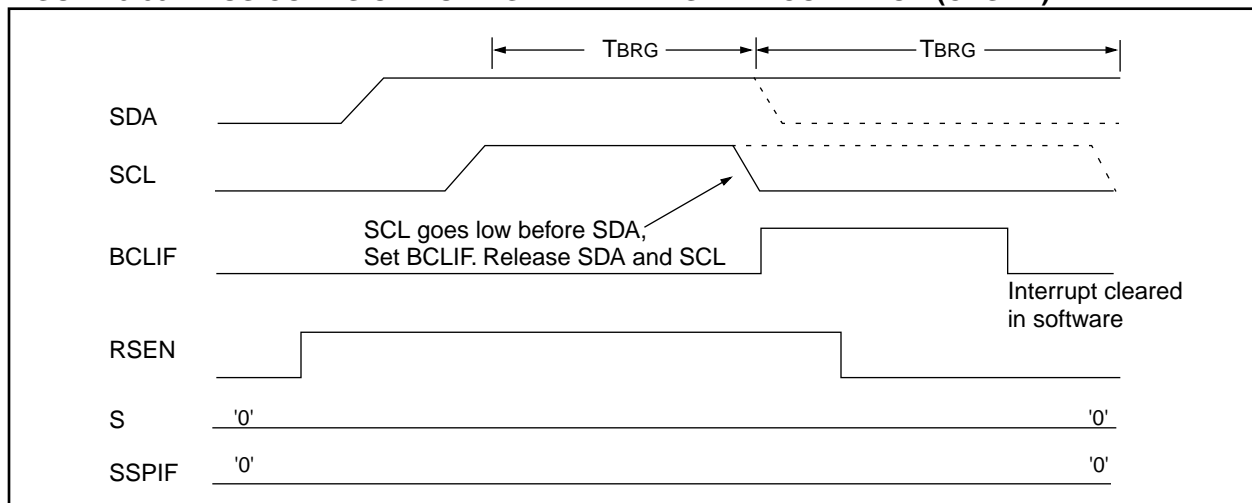 TBRG TBRG
SDA
SCL
SCL goes low before SDA,
Set BCLIF. Release SDA and SCL
BCLIF
Interrupt cleared
in software
RSEN
S '0' '0'
SSPIF '0' '0'